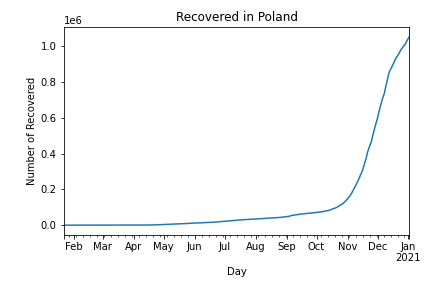 Recovered in Poland
1e6
Number of Recovered
1.0
0.8
0.6
0.4
0.2
0.0
Feb Mar Apr May Jun Jul Aug Sep Oct Nov Dec Jan
2021
Day